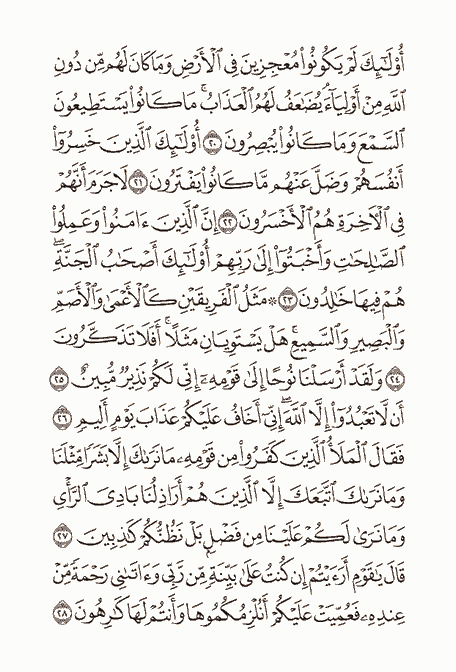 أُوْلَٰٓئِكَ لَمۡ يَكُونُواْ مُعۡجِزِينَ فِي ٱلۡأَرۡضِ وَمَا كَانَ لَهُم مِّن دُونِ
ٱللَّهِ مِنۡ أَوۡلِيَآءَۘ يُضَٰعَفُ لَهُمُ ٱلۡعَذَابُۚ مَا كَانُواْ يَسۡتَطِيعُونَ
ٱلسَّمۡعَ وَمَا كَانُواْ يُبۡصِرُونَ ٢٠ أُوْلَٰٓئِكَ ٱلَّذِينَ خَسِرُوٓاْ
أَنفُسَهُمۡ وَضَلَّ عَنۡهُم مَّا كَانُواْ يَفۡتَرُونَ ٢١ لَا جَرَمَ أَنَّهُمۡ
فِي ٱلۡأٓخِرَةِ هُمُ ٱلۡأَخۡسَرُونَ ٢٢ إِنَّ ٱلَّذِينَ ءَامَنُواْ وَعَمِلُواْ
ٱلصَّٰلِحَٰتِ وَأَخۡبَتُوٓاْ إِلَىٰ رَبِّهِمۡ أُوْلَٰٓئِكَ أَصۡحَٰبُ ٱلۡجَنَّةِۖ
هُمۡ فِيهَا خَٰلِدُونَ ٢٣ ۞ مَثَلُ ٱلۡفَرِيقَيۡنِ كَٱلۡأَعۡمَىٰ وَٱلۡأَصَمِّ
وَٱلۡبَصِيرِ وَٱلسَّمِيعِۚ هَلۡ يَسۡتَوِيَانِ مَثَلًاۚ أَفَلَا تَذَكَّرُونَ
٢٤ وَلَقَدۡ أَرۡسَلۡنَا نُوحًا إِلَىٰ قَوۡمِهِۦٓ إِنِّي لَكُمۡ نَذِيرٞ مُّبِينٌ ٢٥
أَن لَّا تَعۡبُدُوٓاْ إِلَّا ٱللَّهَۖ إِنِّيٓ أَخَافُ عَلَيۡكُمۡ عَذَابَ يَوۡمٍ أَلِيمٖ ٢٦
فَقَالَ ٱلۡمَلَأُ ٱلَّذِينَ كَفَرُواْ مِن قَوۡمِهِۦ مَا نَرَىٰكَ إِلَّا بَشَرٗا مِّثۡلَنَا
وَمَا نَرَىٰكَ ٱتَّبَعَكَ إِلَّا ٱلَّذِينَ هُمۡ أَرَاذِلُنَا بَادِيَ ٱلرَّأۡيِ
وَمَا نَرَىٰ لَكُمۡ عَلَيۡنَا مِن فَضۡلِۭ بَلۡ نَظُنُّكُمۡ كَٰذِبِينَ ٢٧
قَالَ يَٰقَوۡمِ أَرَءَيۡتُمۡ إِن كُنتُ عَلَىٰ بَيِّنَةٖ مِّن رَّبِّي وَءَاتَىٰنِي رَحۡمَةٗ مِّنۡ
عِندِهِۦ فَعُمِّيَتۡ عَلَيۡكُمۡ أَنُلۡزِمُكُمُوهَا وَأَنتُمۡ لَهَا كَٰرِهُونَ ٢٨